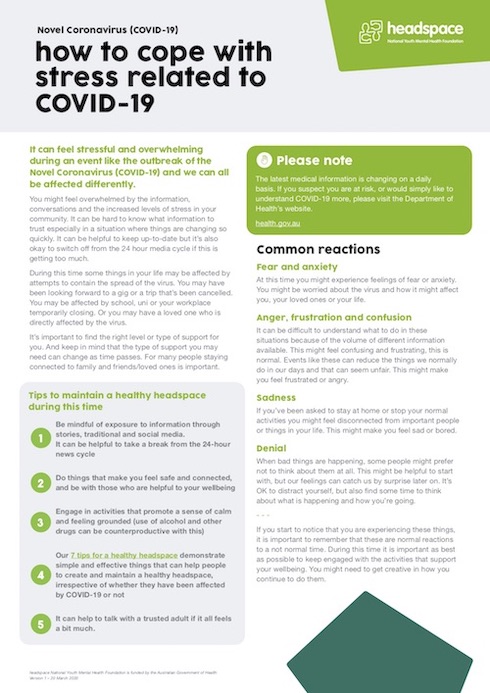 Novel Coronavirus (COVID-19)
how to cope with
stress related to
COVID-19
headspace
National Youth Mental Health Foundation
It can feel stressful and overwhelming
during an event like the outbreak of the
Novel Coronavirus (COVID-19) and we can all
be affected differently.
You might feel overwhelmed by the information,
conversations and the increased levels of stress in your
community. It can be hard to know what information to
trust especially in a situation where things are changing so
quickly. It can be helpful to keep up-to-date but it's also
okay to switch off from the 24 hour media cycle if this is
getting too much.
During this time some things in your life may be affected by
attempts to contain the spread of the virus. You may have
been looking forward to a gig or a trip that's been cancelled.
You may be affected by school, uni or your workplace
temporarily closing. Or you may have a loved one who is
directly affected by the virus.
It's important to find the right level or type of support for
you. And keep in mind that the type of support you may
need can change as time passes. For many people staying
connected to family and friends/loved ones is important.
Tips to maintain a healthy headspace
during this time
1
Be mindful of exposure to information through
stories, traditional and social media.
It can be helpful to take a break from the 24-hour
news cycle
2
Do things that make you feel safe and connected,
and be with those who are helpful to your wellbeing
3
Engage in activities that promote a sense of calm
and feeling grounded (use of alcohol and other
drugs can be counterproductive with this)
4
Our 7 tips for a healthy headspace demonstrate
simple and effective things that can help people
to create and maintain a healthy headspace,
irrespective of whether they have been affected
by COVID-19 or not
5
It can help to talk with a trusted adult if it all feels
a bit much.
Please note
The latest medical information is changing on a daily
basis. If you suspect you are at risk, or would simply like to
understand COVID-19 more, please visit the Department of
Health's website.
health.gov.au
Common reactions
Fear and anxiety
At this time you might experience feelings of fear or anxiety.
You might be worried about the virus and how it might affect
you, your loved ones or your life.
Anger, frustration and confusion
It can be difficult to understand what to do in these
situations because of the volume of different information
available. This might feel confusing and frustrating, this is
normal. Events like these can reduce the things we normally
do in our days and that can seem unfair. This might make
you feel frustrated or angry.
Sadness
If you've been asked to stay at home or stop your normal
activities you might feel disconnected from important people
or things in your life. This might make you feel sad or bored.
Denial
When bad things are happening, some people might prefer
not to think about them at all. This might be helpful to start
with, but our feelings can catch us by surprise later on. It's
OK to distract yourself, but also find some time to think
about what is happening and how you're going.
- - -
If you start to notice that you are experiencing these things,
it is important to remember that these are normal reactions
to a not normal time. During this time it is important as best
as possible to keep engaged with the activities that support
your wellbeing. You might need to get creative in how you
continue to do them.
headspace National Youth Mental Health Foundation is funded by the Australian Government Department of Health